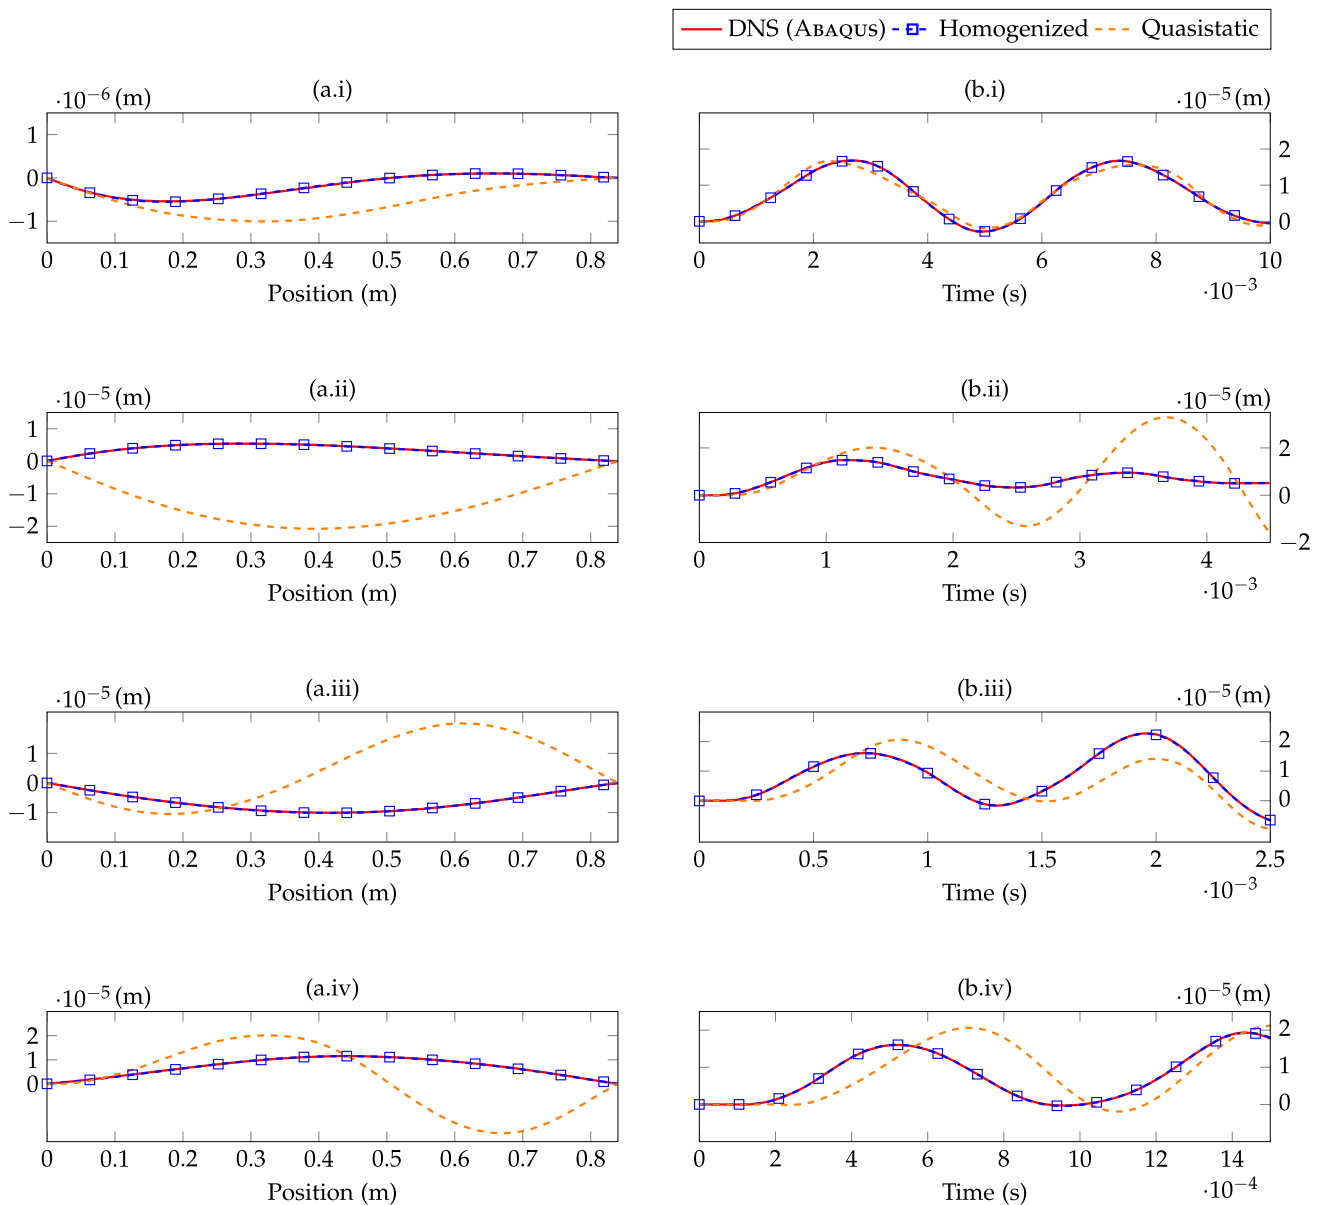 DNS (ABAQUS) Homogenized Quasistatic
(a.i)
·10⁻⁶ (m)
1
0
−1
0 0.1 0.2 0.3 0.4 0.5 0.6 0.7 0.8
Position (m)
(b.i)
·10⁻⁵ (m)
2
1
0
0 2 4 6 8 10
Time (s)
·10⁻³
(a.ii)
·10⁻⁵ (m)
1
0
−1
−2
0 0.1 0.2 0.3 0.4 0.5 0.6 0.7 0.8
Position (m)
(b.ii)
·10⁻⁵ (m)
2
0
−2
0 1 2 3 4
Time (s)
·10⁻³
(a.iii)
·10⁻⁵ (m)
1
0
−1
0 0.1 0.2 0.3 0.4 0.5 0.6 0.7 0.8
Position (m)
(b.iii)
·10⁻⁵ (m)
2
1
0
0 0.5 1 1.5 2 2.5
Time (s)
·10⁻³
(a.iv)
·10⁻⁵ (m)
2
1
0
0 0.1 0.2 0.3 0.4 0.5 0.6 0.7 0.8
Position (m)
(b.iv)
·10⁻⁵ (m)
2
1
0
0 2 4 6 8 10 12 14
Time (s)
·10⁻⁴